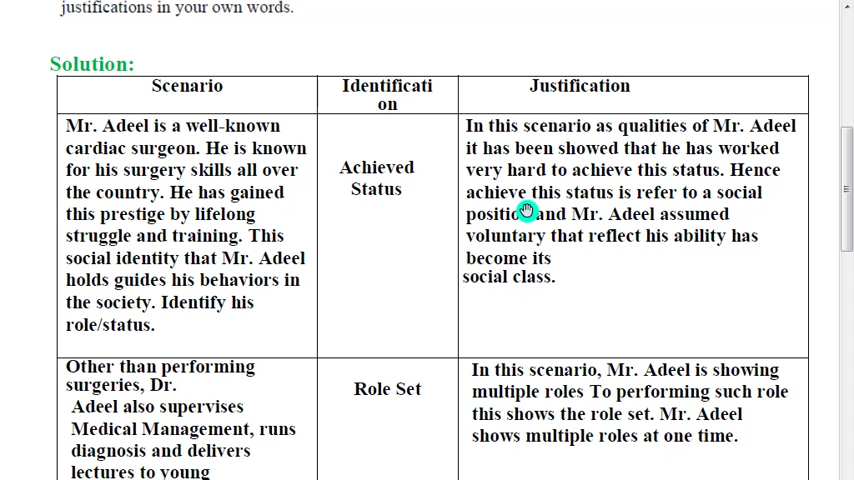 justifications in your own words.
Solution:
Scenario
Identificati
on
Justification
Mr. Adeel is a well-known
cardiac surgeon. He is known
for his surgery skills all over
the country. He has gained
this prestige by lifelong
struggle and training. This
social identity that Mr. Adeel
holds guides his behaviors in
the society. Identify his
role/status.
Achieved
Status
In this scenario as qualities of Mr. Adeel
it has been showed that he has worked
very hard to achieve this status. Hence
achieve this status is refer to a social
position and Mr. Adeel assumed
voluntary that reflect his ability has
become its
social class.
Other than performing
surgeries, Dr.
Adeel also supervises
Medical Management, runs
diagnosis and delivers
lectures to young
Role Set
In this scenario, Mr. Adeel is showing
multiple roles To performing such role
this shows the role set. Mr. Adeel
shows multiple roles at one time.